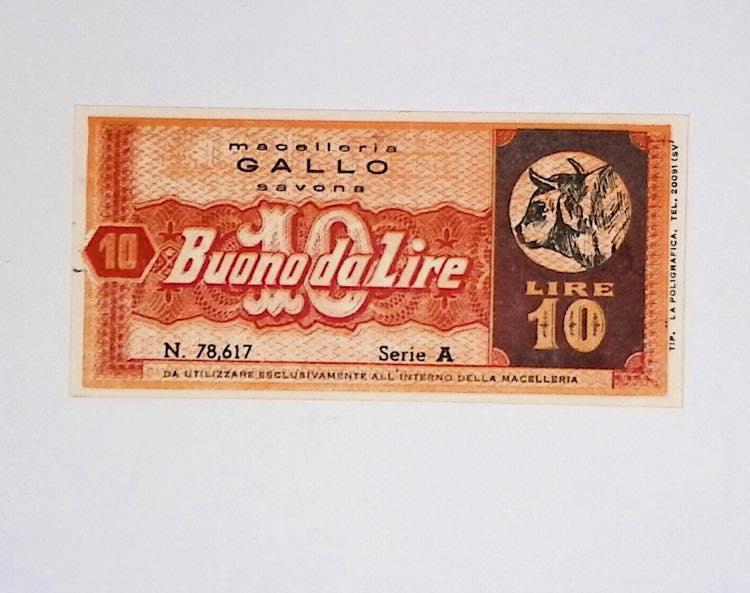 macelleria
GALLO
savona
10
10
Buono da Lire
N. 78,617
Serie A
DA UTILIZZARE ESCLUSIVAMENTE ALL'INTERNO DELLA MACELLERIA
LIRE
10
TIP. "LA POLIGRAFICA, TEL. 20091 (SV)